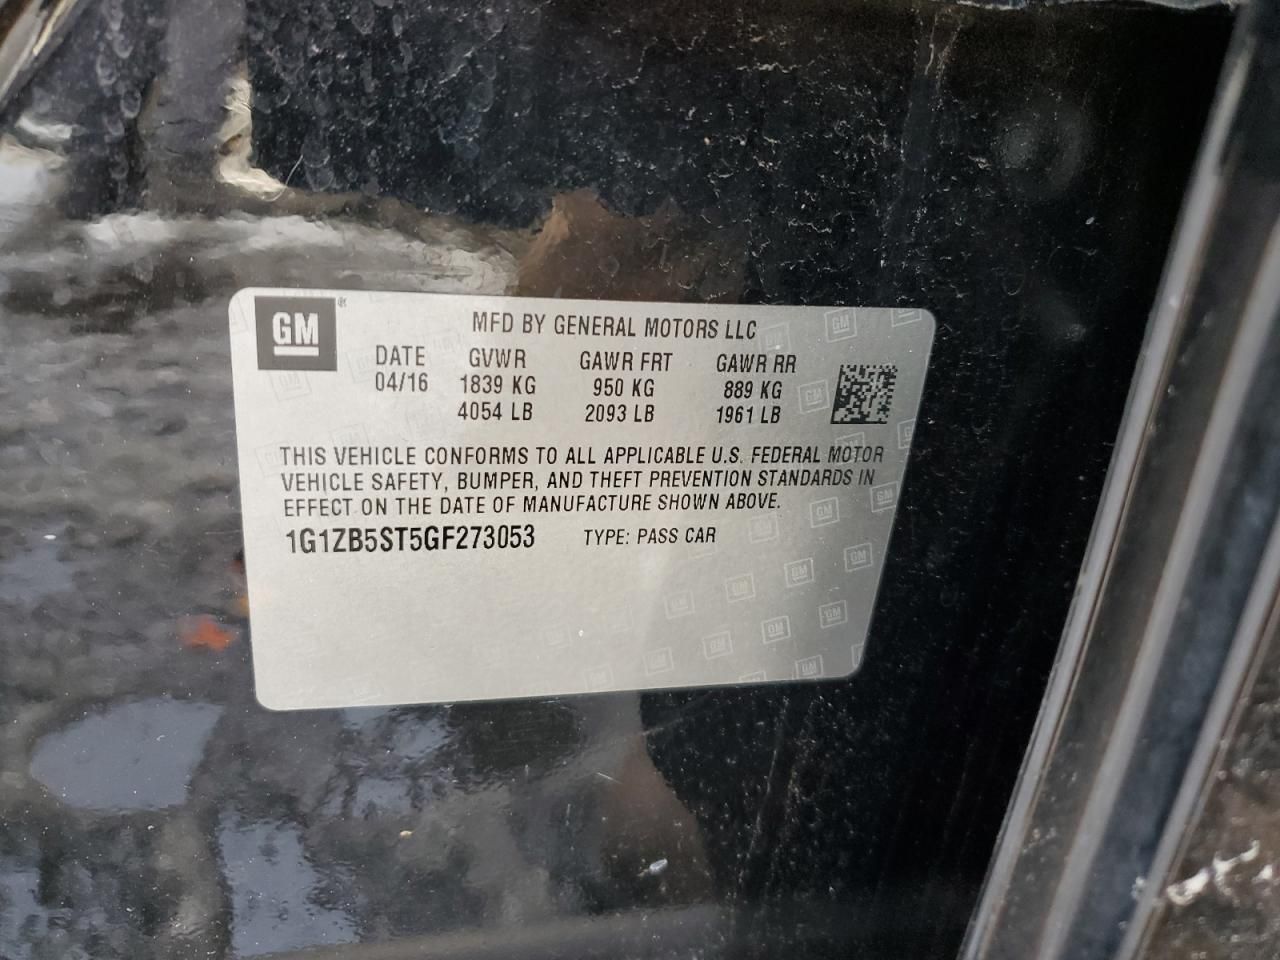 GM ®
MFD BY GENERAL MOTORS LLC
DATE GVWR GAWR FRT GAWR RR
04/16 1839 KG 950 KG 889 KG
4054 LB 2093 LB 1961 LB
THIS VEHICLE CONFORMS TO ALL APPLICABLE U.S. FEDERAL MOTOR
VEHICLE SAFETY, BUMPER, AND THEFT PREVENTION STANDARDS IN
EFFECT ON THE DATE OF MANUFACTURE SHOWN ABOVE.
1G1ZB5ST5GF273053 TYPE: PASS CAR